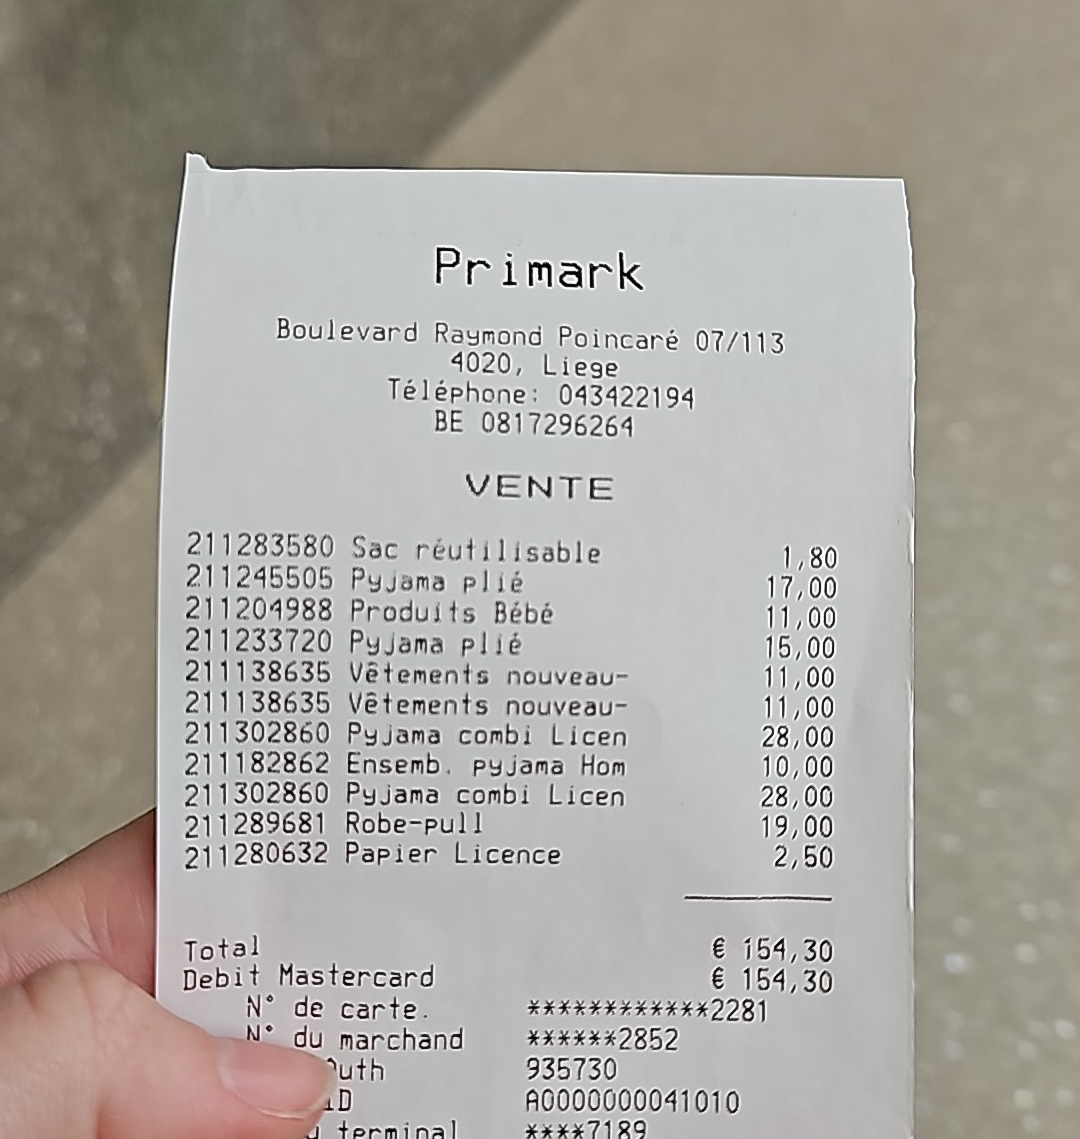 Primark
Boulevard Raymond Poincaré 07/113
4020, Liege
Téléphone: 043422194
BE 0817296264
VENTE
211283580 Sac réutilisable 1,80
211245505 Pyjama plié 17,00
211204988 Produits Bébé 11,00
211233720 Pyjama plié 15,00
211138635 Vêtements nouveau- 11,00
211138635 Vêtements nouveau- 11,00
211302860 Pyjama combi Licen 28,00
211182862 Ensemb. pyjama Hom 10,00
211302860 Pyjama combi Licen 28,00
211289681 Robe-pull 19,00
211280632 Papier Licence 2,50
Total € 154,30
Debit Mastercard € 154,30
N° de carte. ************2281
N° du marchand ******2852
Auth 935730
ID A0000000041010
terminal ****7189